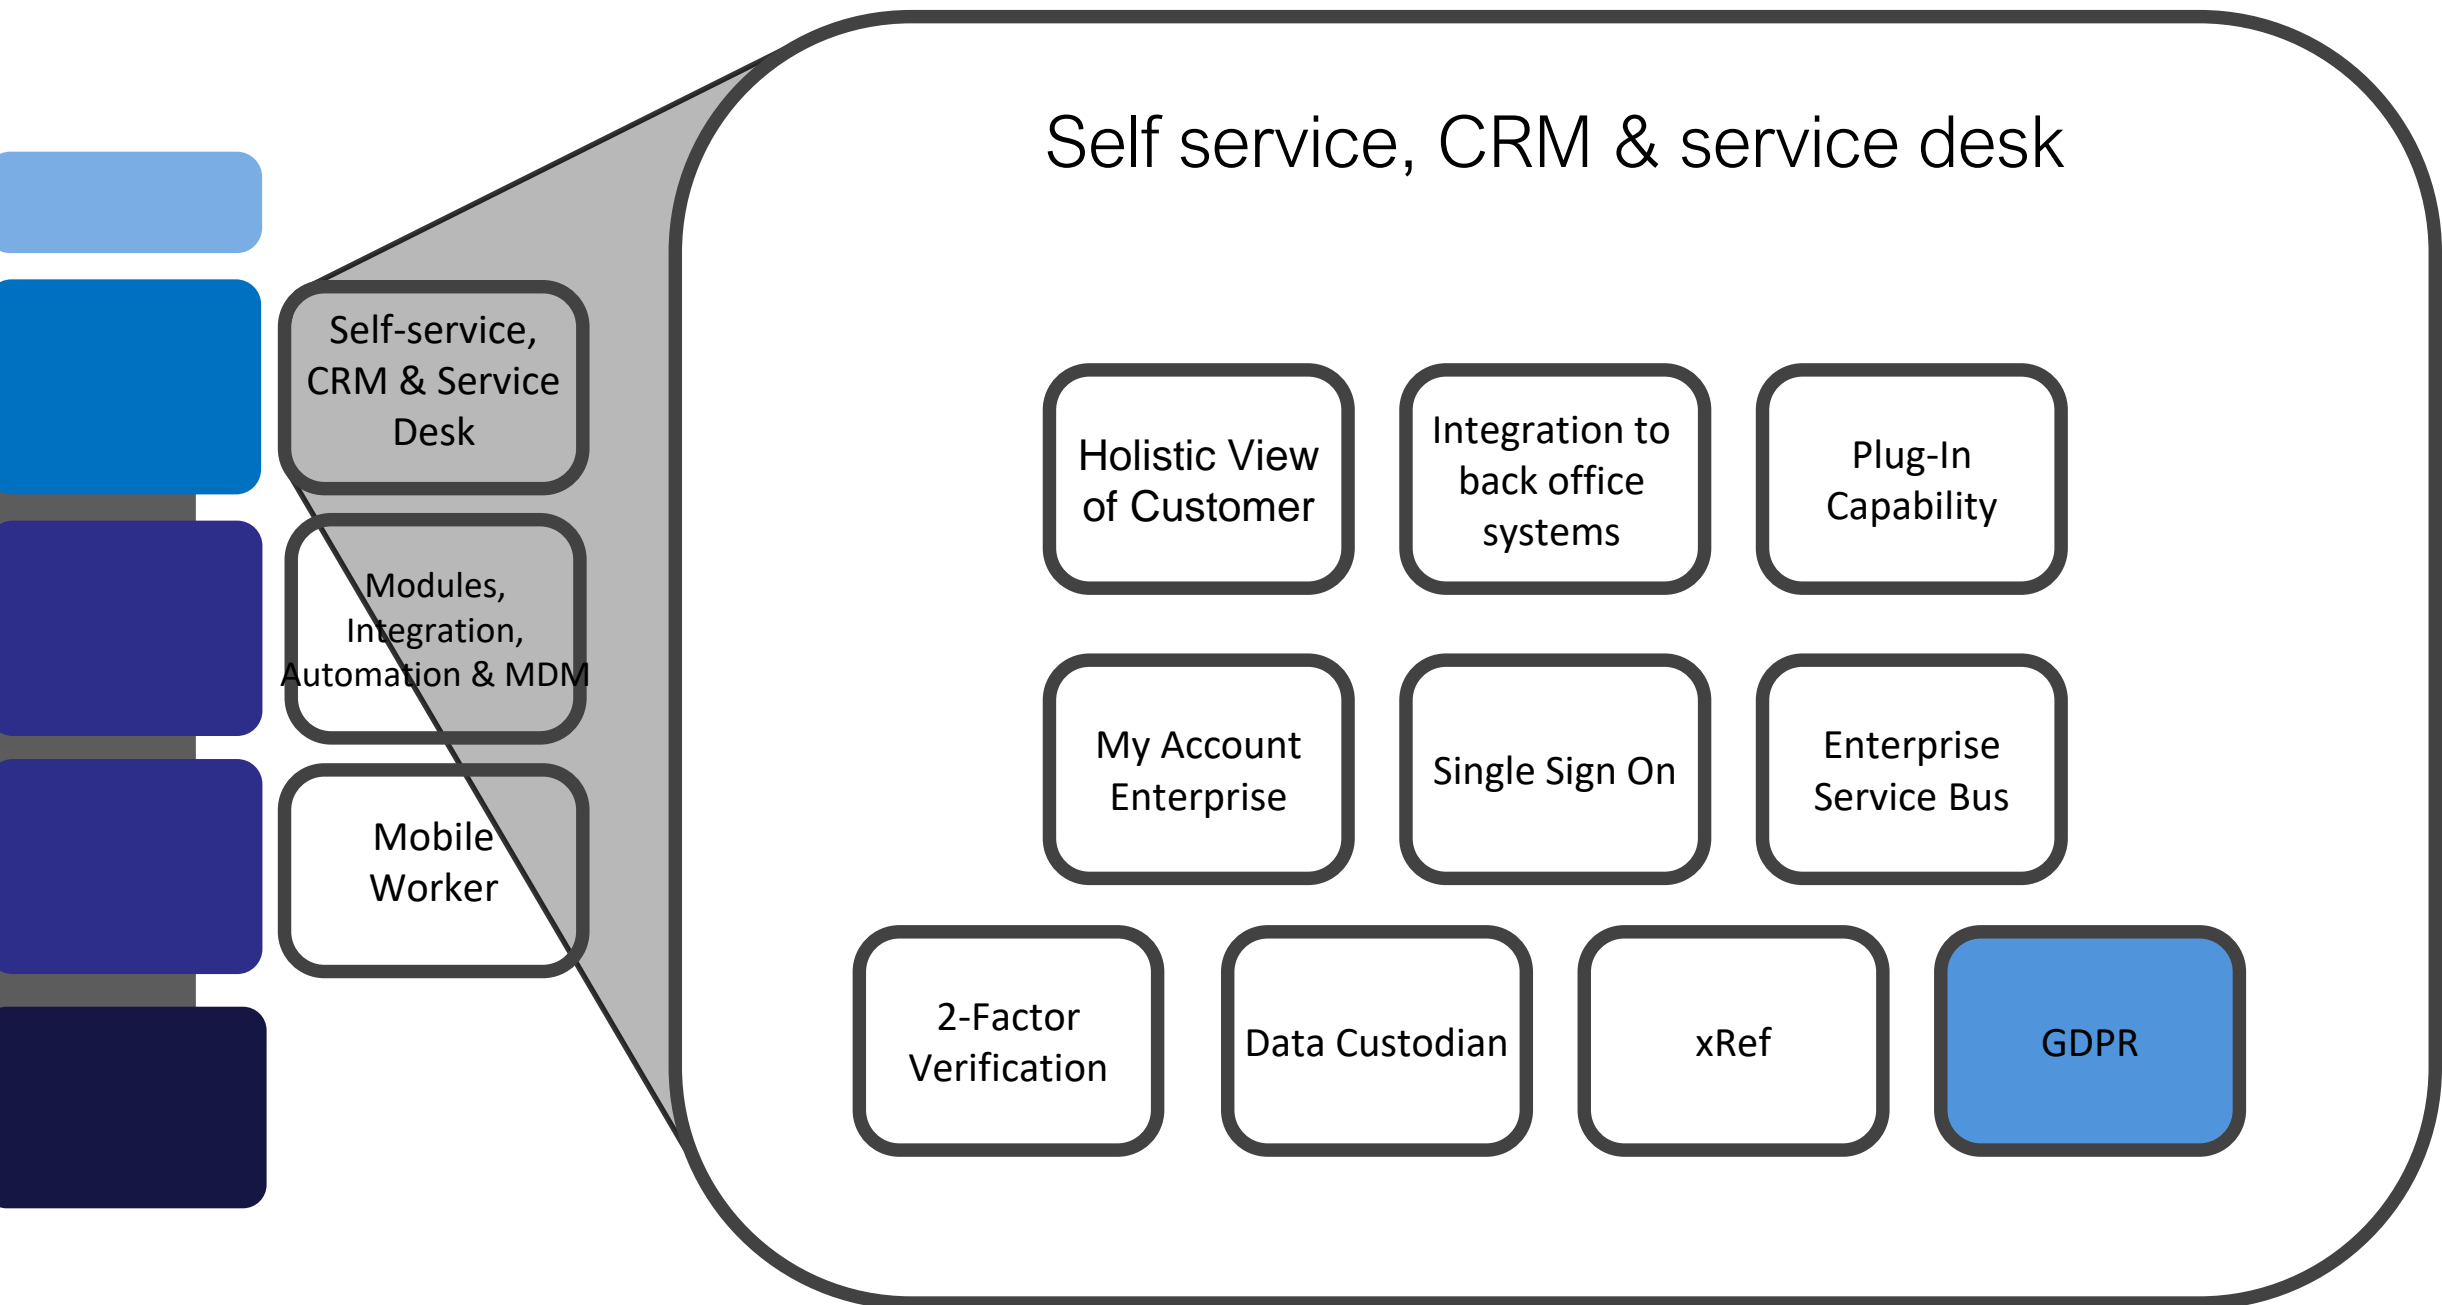 Self service, CRM & service desk
Self-service,
CRM & Service
Desk
Modules,
Integration,
Automation & MDM
Mobile
Worker
Holistic View
of Customer
Integration to
back office
systems
Plug-In
Capability
My Account
Enterprise
Single Sign On
Enterprise
Service Bus
2-Factor
Verification
Data Custodian
xRef
GDPR